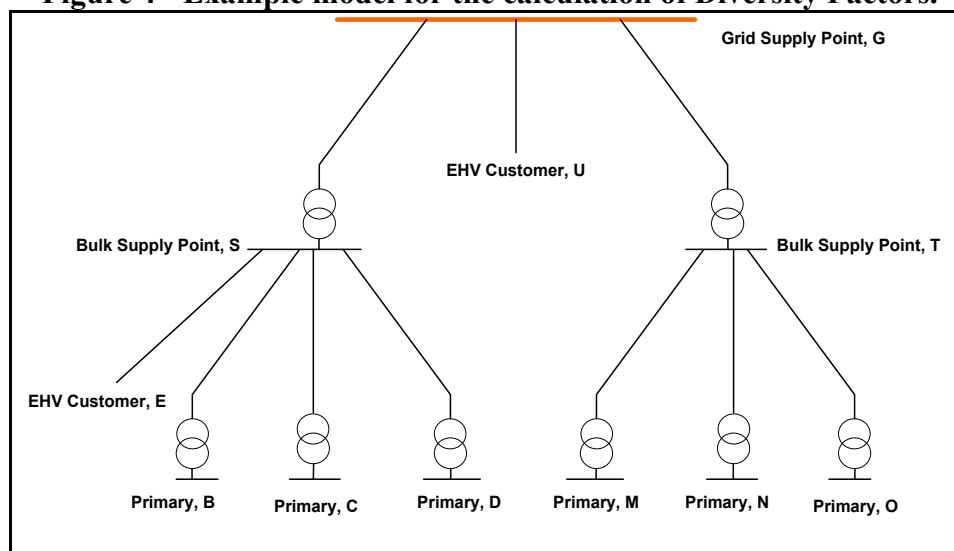 Figure 4 - Example model for the calculation of Diversity Factors.
Grid Supply Point, G
EHV Customer, U
Bulk Supply Point, S
Bulk Supply Point, T
EHV Customer, E
Primary, B
Primary, C
Primary, D
Primary, M
Primary, N
Primary, O